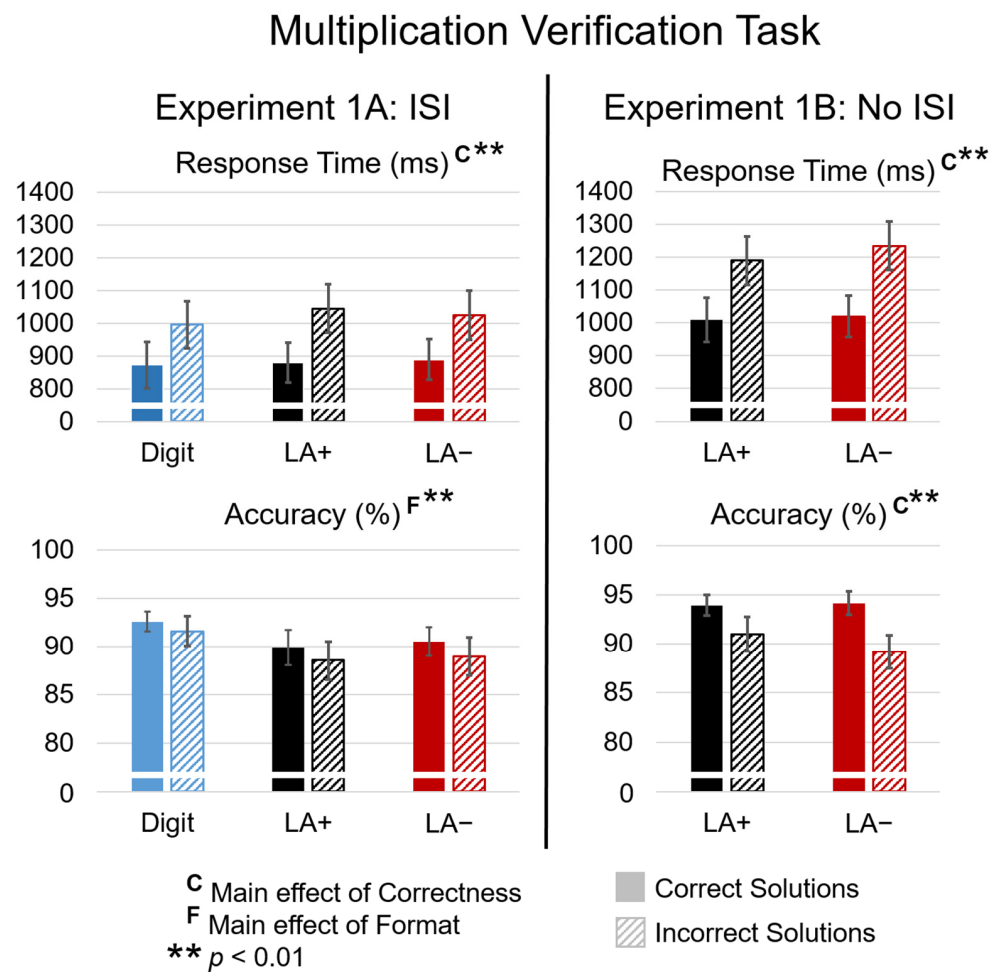 Multiplication Verification Task
Experiment 1A: ISI
Response Time (ms) C**
1400
1300
1200
1100
1000
900
800
0
Digit LA+ LA−
Accuracy (%) F**
100
95
90
85
80
0
Digit LA+ LA−
Experiment 1B: No ISI
Response Time (ms) C**
1400
1300
1200
1100
1000
900
800
0
LA+ LA−
Accuracy (%) C**
100
95
90
85
80
0
LA+ LA−
C Main effect of Correctness
F Main effect of Format
** p < 0.01
Correct Solutions
Incorrect Solutions